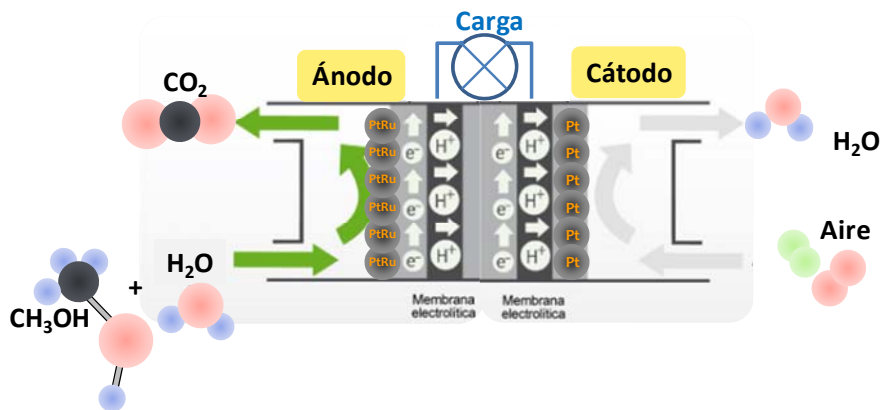 Carga
Ánodo
Cátodo
CO₂
H₂O
Aire
H₂O
+
CH₃OH
PtRu
PtRu
PtRu
PtRu
PtRu
PtRu
e⁻
e⁻
e⁻
e⁻
e⁻
H⁺
H⁺
H⁺
H⁺
Membrana
electrolítica
e⁻
e⁻
e⁻
e⁻
e⁻
H⁺
H⁺
H⁺
H⁺
Membrana
electrolítica
Pt
Pt
Pt
Pt
Pt
Pt